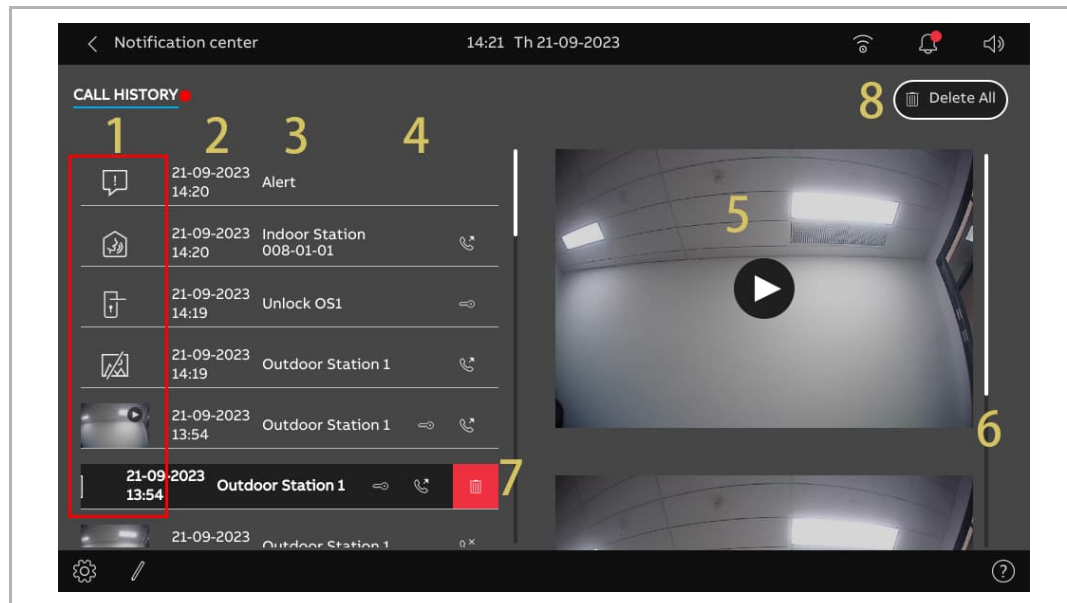 Notification center 14:21 Th 21-09-2023
CALL HISTORY
8 Delete All
1 2 3 4
21-09-2023
14:20
Alert
5
21-09-2023
14:20
Indoor Station
008-01-01
21-09-2023
14:19
Unlock OS1
21-09-2023
14:19
Outdoor Station 1
21-09-2023
13:54
Outdoor Station 1
6
21-09-2023
13:54
Outdoor Station 1
7
21-09-2023
Outdoor Station 1
?